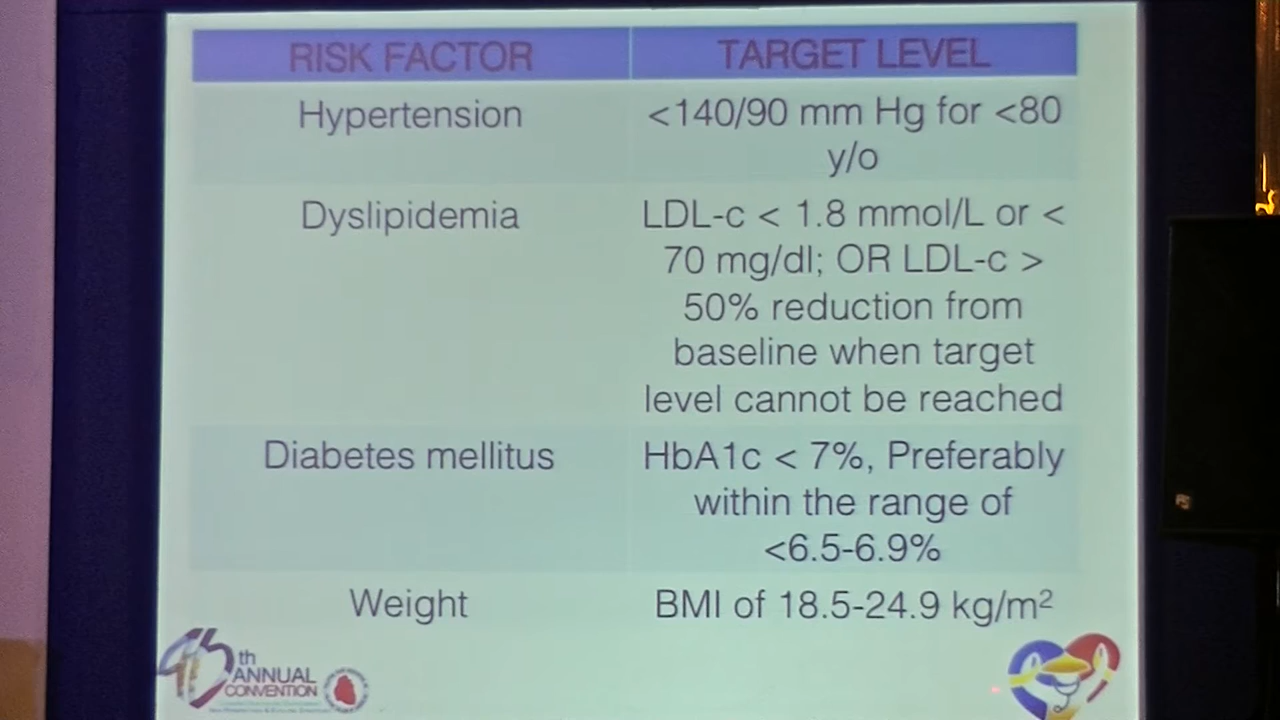 RISK FACTOR
TARGET LEVEL
Hypertension
<140/90 mm Hg for <80
y/o
Dyslipidemia
LDL-c < 1.8 mmol/L or <
70 mg/dl; OR LDL-c >
50% reduction from
baseline when target
level cannot be reached
Diabetes mellitus
HbA1c < 7%, Preferably
within the range of
<6.5-6.9%
Weight
BMI of 18.5-24.9 kg/m²
th
ANNUAL
CONVENTION